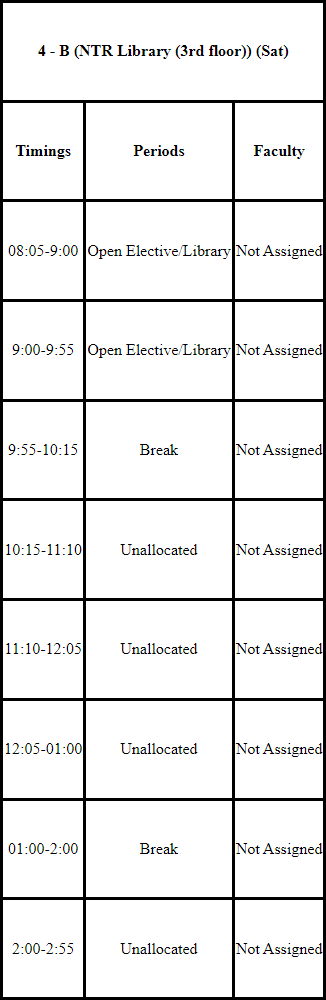 4 - B (NTR Library (3rd floor)) (Sat)
Timings Periods Faculty
08:05-9:00 Open Elective/Library Not Assigned
9:00-9:55 Open Elective/Library Not Assigned
9:55-10:15 Break Not Assigned
10:15-11:10 Unallocated Not Assigned
11:10-12:05 Unallocated Not Assigned
12:05-01:00 Unallocated Not Assigned
01:00-2:00 Break Not Assigned
2:00-2:55 Unallocated Not Assigned